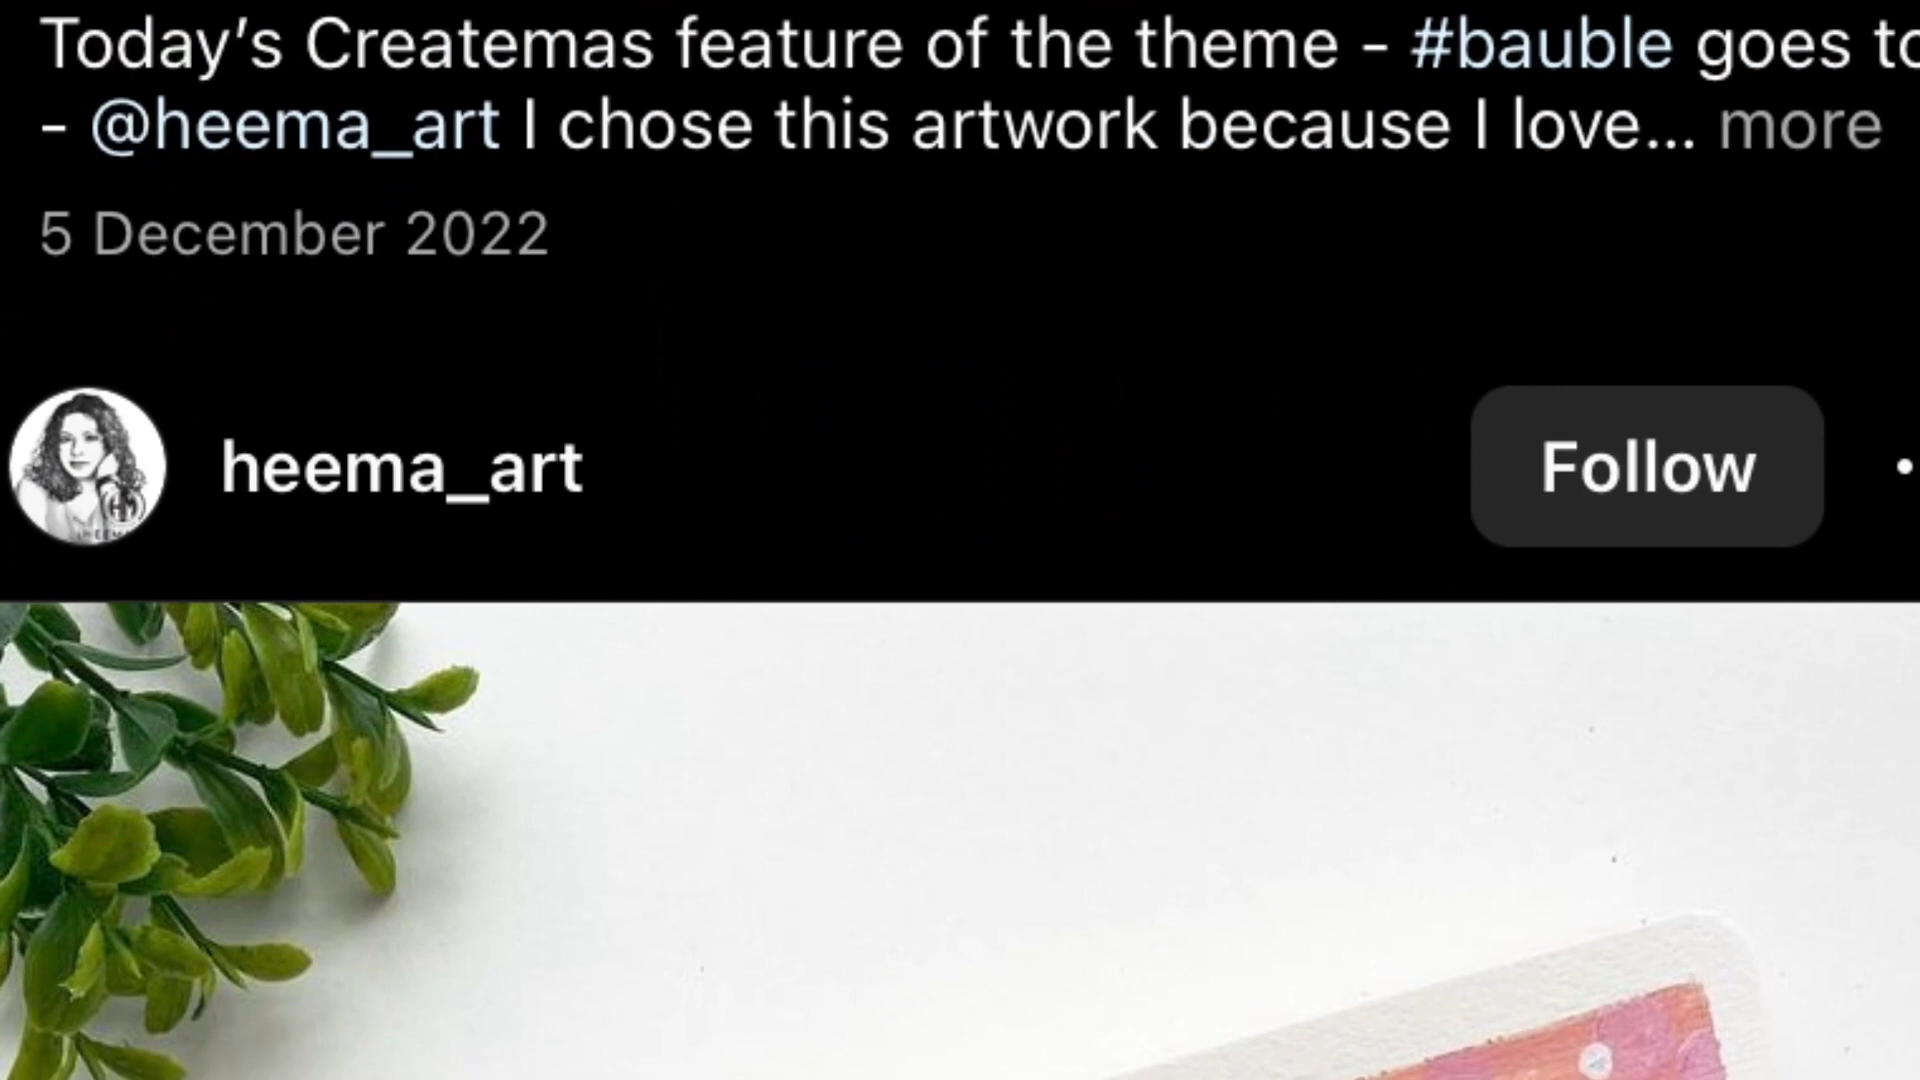 Today’s Createmas feature of the theme - #bauble goes to
- @heema_art I chose this artwork because I love... more
5 December 2022
heema_art
Follow